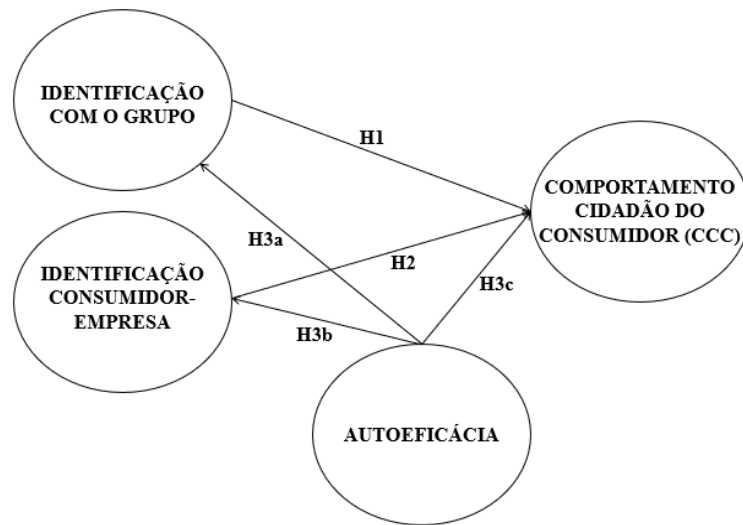 IDENTIFICAÇÃO
COM O GRUPO
H1
COMPORTAMENTO
CIDADÃO DO
CONSUMIDOR (CCC)
H3a
IDENTIFICAÇÃO
CONSUMIDOR-
EMPRESA
H2
H3c
H3b
AUTOEFICÁCIA